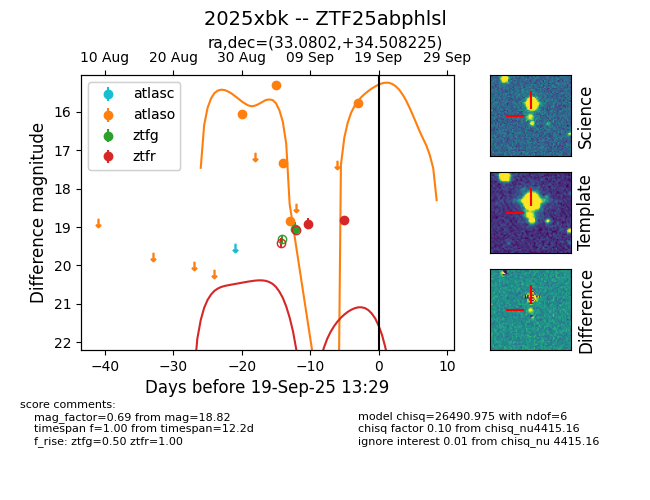 2025xbk -- ZTF25abphlsl
ra,dec=(33.0802,+34.508225)
10 Aug 20 Aug 30 Aug 09 Sep 19 Sep 29 Sep
atlasc
atlaso
ztfg
ztfr
16
17
18
19
20
21
22
Difference magnitude
−40 −30 −20 −10 0 10
Days before 19-Sep-25 13:29
Science
Template
Difference
score comments:
mag_factor=0.69 from mag=18.82
timespan f=1.00 from timespan=12.2d
f_rise: ztfg=0.50 ztfr=1.00
model chisq=26490.975 with ndof=6
chisq factor 0.10 from chisq_nu4415.16
ignore interest 0.01 from chisq_nu 4415.16